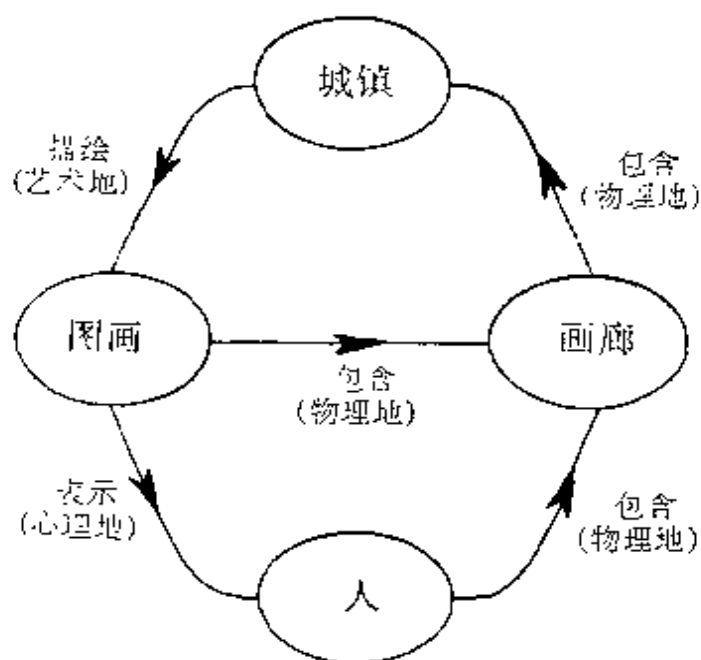 城镇
描绘
(艺术地)
包含
(物理地)
图画
画廊
包含
(物理地)
表示
(心理地)
包含
(物理地)
人